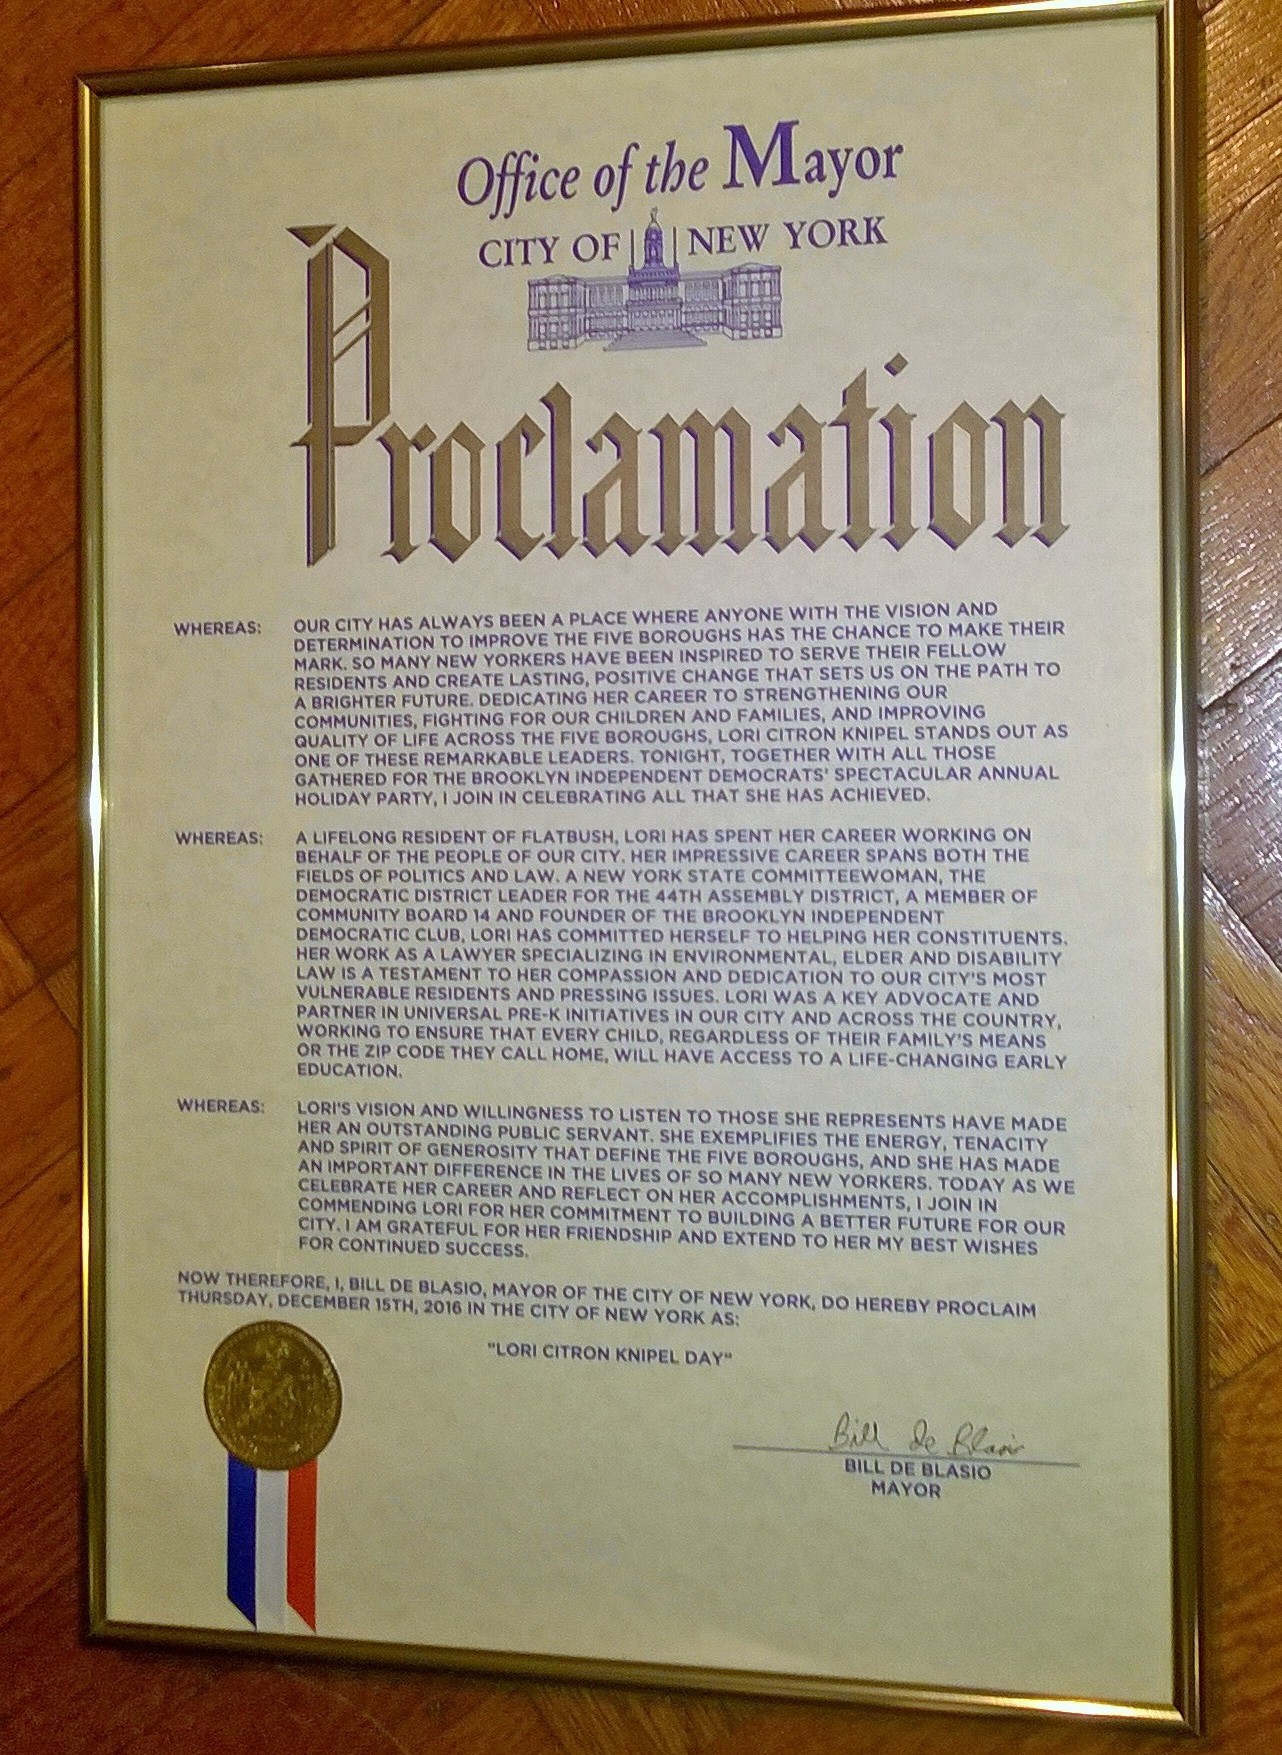 Office of the Mayor
CITY OF NEW YORK
Proclamation
WHEREAS: OUR CITY HAS ALWAYS BEEN A PLACE WHERE ANYONE WITH THE VISION AND
DETERMINATION TO IMPROVE THE FIVE BOROUGHS HAS THE CHANCE TO MAKE THEIR
MARK. SO MANY NEW YORKERS HAVE BEEN INSPIRED TO SERVE THEIR FELLOW
RESIDENTS AND CREATE LASTING, POSITIVE CHANGE THAT SETS US ON THE PATH TO
A BRIGHTER FUTURE. DEDICATING HER CAREER TO STRENGTHENING OUR
COMMUNITIES, FIGHTING FOR OUR CHILDREN AND FAMILIES, AND IMPROVING
QUALITY OF LIFE ACROSS THE FIVE BOROUGHS, LORI CITRON KNIPEL STANDS OUT AS
ONE OF THESE REMARKABLE LEADERS. TONIGHT, TOGETHER WITH ALL THOSE
GATHERED FOR THE BROOKLYN INDEPENDENT DEMOCRATS' SPECTACULAR ANNUAL
HOLIDAY PARTY, I JOIN IN CELEBRATING ALL THAT SHE HAS ACHIEVED.
WHEREAS: A LIFELONG RESIDENT OF FLATBUSH, LORI HAS SPENT HER CAREER WORKING ON
BEHALF OF THE PEOPLE OF OUR CITY. HER IMPRESSIVE CAREER SPANS BOTH THE
FIELDS OF POLITICS AND LAW. A NEW YORK STATE COMMITTEEWOMAN, THE
DEMOCRATIC DISTRICT LEADER FOR THE 44TH ASSEMBLY DISTRICT, A MEMBER OF
COMMUNITY BOARD 14 AND FOUNDER OF THE BROOKLYN INDEPENDENT
DEMOCRATIC CLUB, LORI HAS COMMITTED HERSELF TO HELPING HER CONSTITUENTS.
HER WORK AS A LAWYER SPECIALIZING IN ENVIRONMENTAL, ELDER AND DISABILITY
LAW IS A TESTAMENT TO HER COMPASSION AND DEDICATION TO OUR CITY'S MOST
VULNERABLE RESIDENTS AND PRESSING ISSUES. LORI WAS A KEY ADVOCATE AND
PARTNER IN UNIVERSAL PRE-K INITIATIVES IN OUR CITY AND ACROSS THE COUNTRY,
WORKING TO ENSURE THAT EVERY CHILD, REGARDLESS OF THEIR FAMILY'S MEANS
OR THE ZIP CODE THEY CALL HOME, WILL HAVE ACCESS TO A LIFE-CHANGING EARLY
EDUCATION.
WHEREAS: LORI'S VISION AND WILLINGNESS TO LISTEN TO THOSE SHE REPRESENTS HAVE MADE
HER AN OUTSTANDING PUBLIC SERVANT. SHE EXEMPLIFIES THE ENERGY, TENACITY
AND SPIRIT OF GENEROSITY THAT DEFINE THE FIVE BOROUGHS, AND SHE HAS MADE
AN IMPORTANT DIFFERENCE IN THE LIVES OF SO MANY NEW YORKERS. TODAY AS WE
CELEBRATE HER CAREER AND REFLECT ON HER ACCOMPLISHMENTS, I JOIN IN
COMMENDING LORI FOR HER COMMITMENT TO BUILDING A BETTER FUTURE FOR OUR
CITY. I AM GRATEFUL FOR HER FRIENDSHIP AND EXTEND TO HER MY BEST WISHES
FOR CONTINUED SUCCESS.
NOW THEREFORE, I, BILL DE BLASIO, MAYOR OF THE CITY OF NEW YORK, DO HEREBY PROCLAIM
THURSDAY, DECEMBER 15TH, 2016 IN THE CITY OF NEW YORK AS:
"LORI CITRON KNIPEL DAY"
Bill de Blasio
BILL DE BLASIO
MAYOR